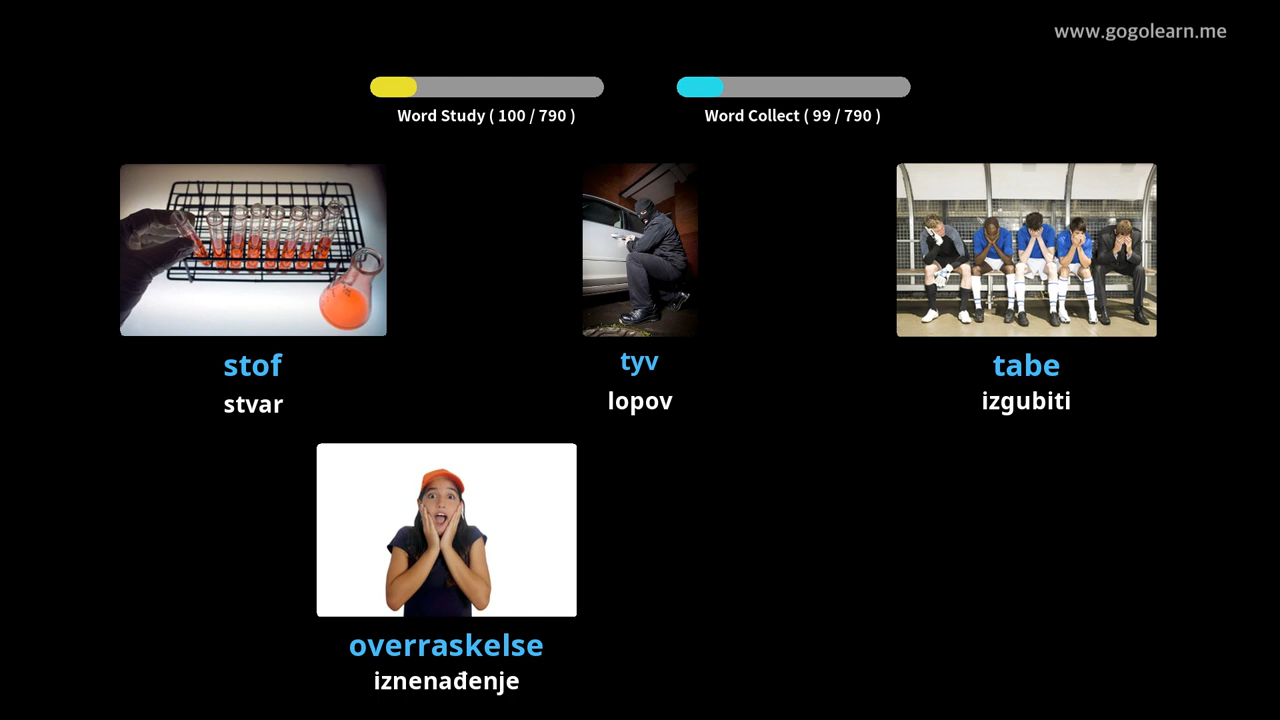 www.gogolearn.me
Word Study ( 100 / 790 )
Word Collect ( 99 / 790 )
stof
stvar
tyv
lopov
tabe
izgubiti
overraskelse
iznenađenje